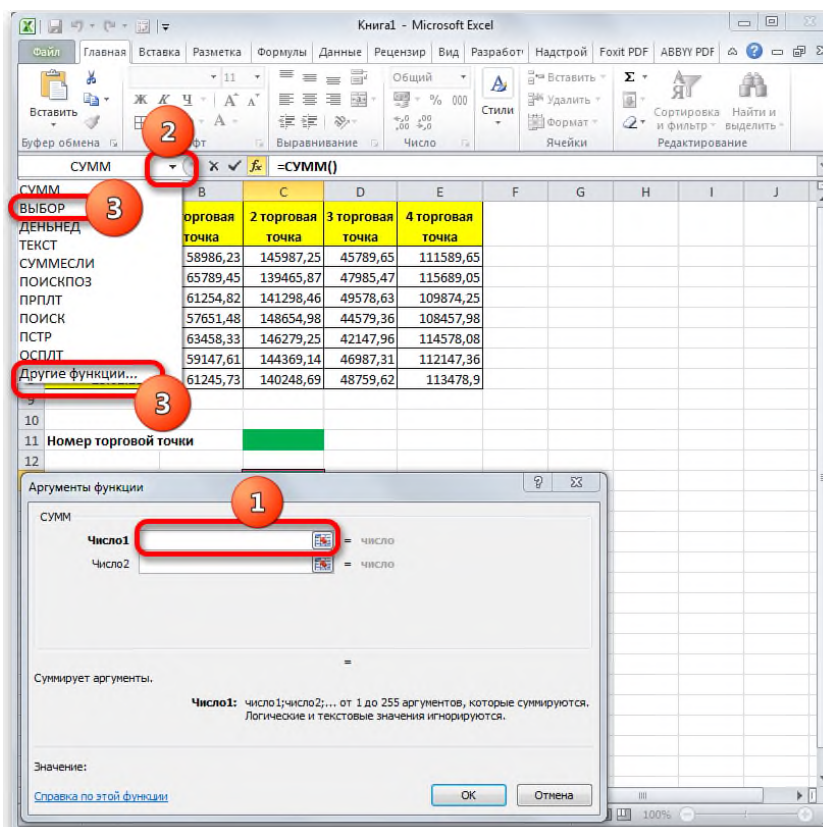 Книга1 - Microsoft Excel
Файл Главная Вставка Разметка Формулы Данные Рецензир Вид Разработ Надстрой Foxit PDF ABBYY PDF
Вставить
Ж К Ч
11
A A
А
Общий
% 000
Стили
Вставить
Удалить
Формат
Σ
Сортировка и фильтр
Найти и выделить
Буфер обмена
Выравнивание Число Ячейки Редактирование
2
СУММ fx =СУММ()
B C D E F G H I J
СУММ
ВЫБОР
3
ДЕНЬНЕД
ТЕКСТ
СУММЕСЛИ
ПОИСКПОЗ
ПРПЛТ
ПОИСК
ПСТР
ОСПЛТ
Другие функции...
3
орговая 2 торговая 3 торговая 4 торговая
точка точка точка точка
58986,23 145987,25 45789,65 111589,65
65789,45 139465,87 47985,47 115689,05
61254,82 141298,46 49578,63 109874,25
57651,48 148654,98 44579,36 108457,98
63458,33 146279,25 42147,96 114578,08
59147,61 144369,14 46987,31 112147,36
61245,73 140248,69 48759,62 113478,9
9
10
11 Номер торговой точки
12
Аргументы функции
1
СУММ
Число1 = число
Число2 = число
=
Суммирует аргументы.
Число1: число1;число2;... от 1 до 255 аргументов, которые суммируются.
Логические и текстовые значения игнорируются.
Значение:
Справка по этой функции
ОК Отмена
100%